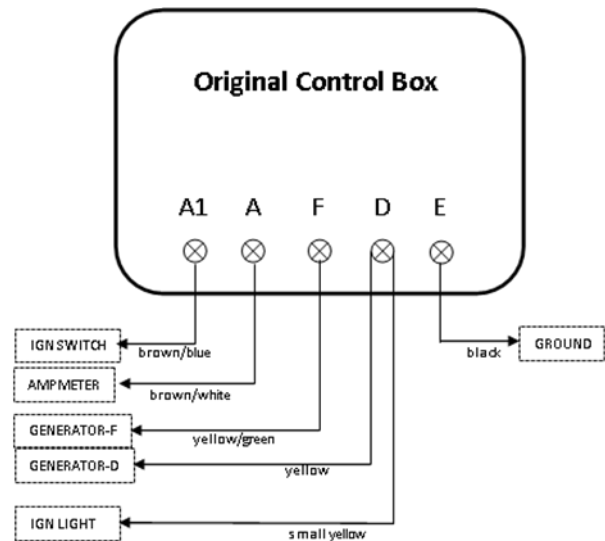 Original Control Box
A1 A F D E
IGN SWITCH
brown/blue
black
GROUND
AMPMETER
brown/white
GENERATOR-F
yellow/green
GENERATOR-D
yellow
IGN LIGHT
small yellow